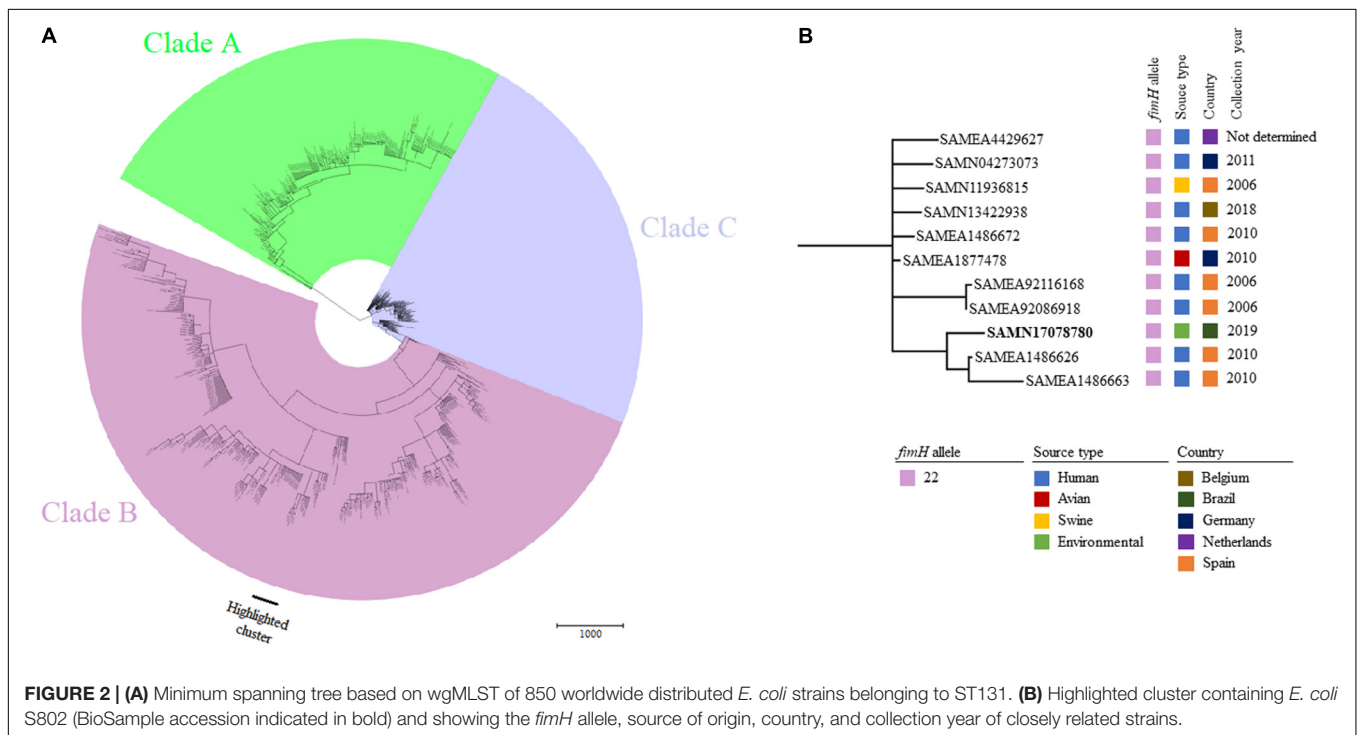 A
Clade A
Clade C
Clade B
Highlighted
cluster
1000
B
fimH allele
Souce type
Country
Collection year
SAMEA4429627 Not determined
SAMN04273073 2011
SAMN11936815 2006
SAMN13422938 2018
SAMEA1486672 2010
SAMEA1877478 2010
SAMEA92116168 2006
SAMEA92086918 2006
SAMN17078780 2019
SAMEA1486626 2010
SAMEA1486663 2010
fimH allele Source type Country
22 Human Belgium
Avian Brazil
Swine Germany
Environmental Netherlands
Spain
FIGURE 2 | (A) Minimum spanning tree based on wgMLST of 850 worldwide distributed E. coli strains belonging to ST131. (B) Highlighted cluster containing E. coli
S802 (BioSample accession indicated in bold) and showing the fimH allele, source of origin, country, and collection year of closely related strains.